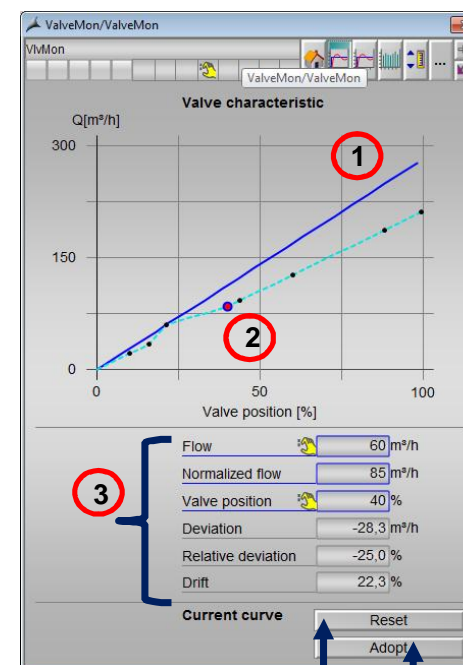 ValveMon/ValveMon
VlvMon
...
ValveMon/ValveMon
Valve characteristic
Q[m³/h]
300
1
150
2
0
0 50 100
Valve position [%]
3
Flow 60 m³/h
Normalized flow 85 m³/h
Valve position 40 %
Deviation -28,3 m³/h
Relative deviation -25,0 %
Drift 22,3 %
Current curve Reset
Adopt